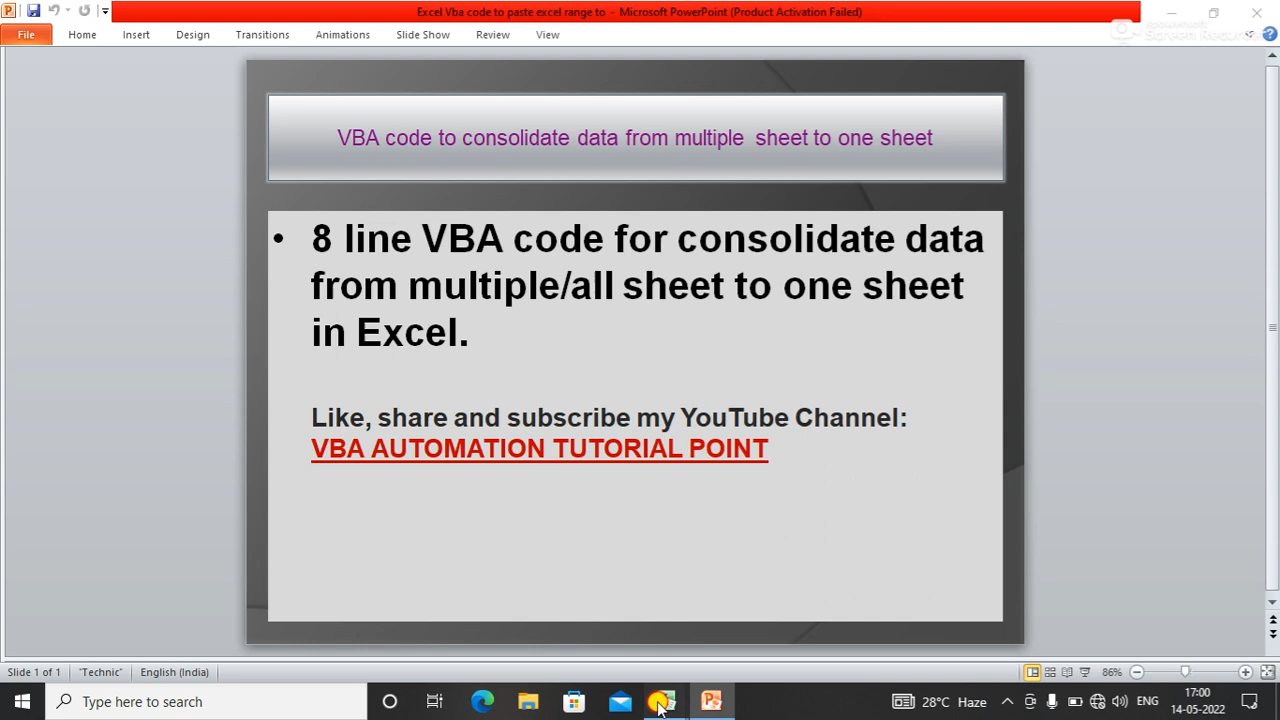 Excel Vba code to paste excel range to - Microsoft PowerPoint (Product Activation Failed)
File Home Insert Design Transitions Animations Slide Show Review View
VBA code to consolidate data from multiple sheet to one sheet
• 8 line VBA code for consolidate data
from multiple/all sheet to one sheet
in Excel.
Like, share and subscribe my YouTube Channel:
VBA AUTOMATION TUTORIAL POINT
Slide 1 of 1 "Technic" English (India) 86%
Type here to search
28°C Haze ENG 17:00
14-05-2022